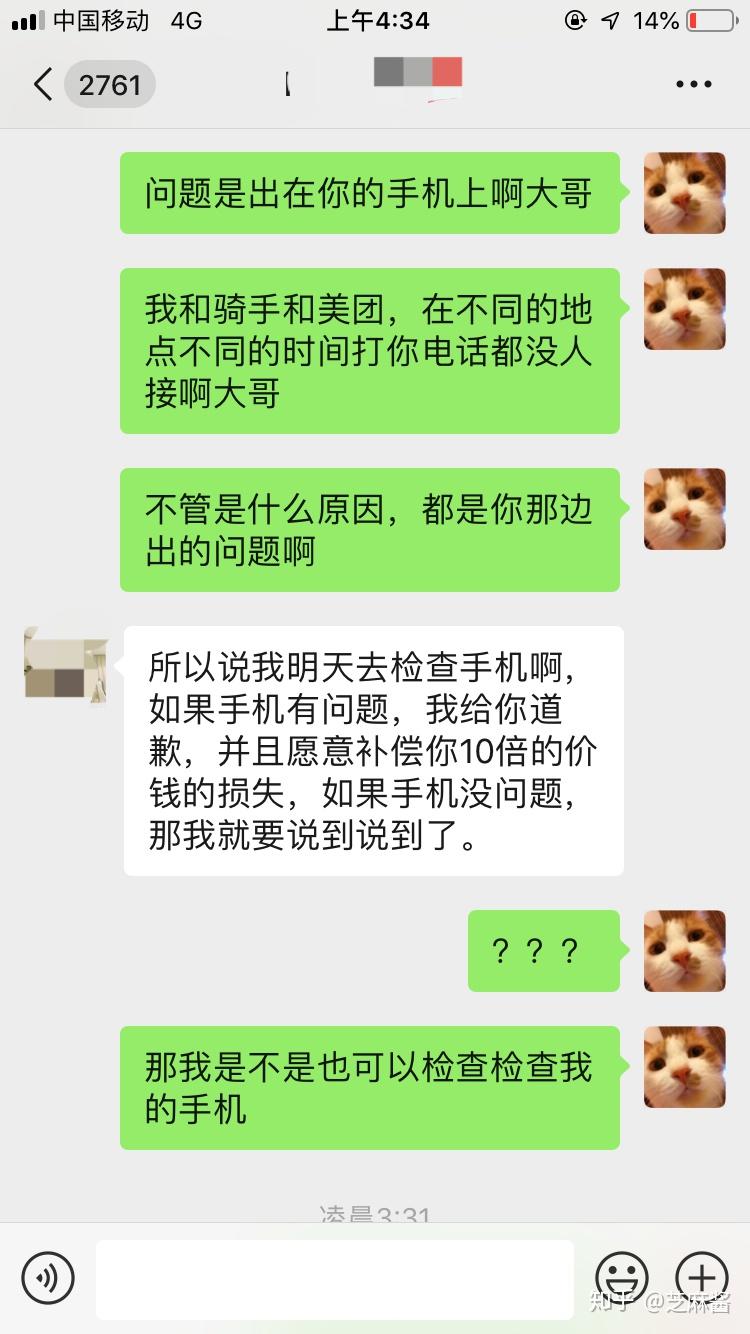 中国移动 4G 上午4:34 14%
2761
问题是出在你的手机上啊大哥
我和骑手和美团，在不同的地
点不同的时间打你电话都没人
接啊大哥
不管是什么原因，都是你那边
出的问题啊
所以说我明天去检查手机啊，
如果手机有问题，我给你道
歉，并且愿意补偿你10倍的价
钱的损失，如果手机没问题，
那我就要说到说到了。
？？？
那我是不是也可以检查检查我
的手机
凌晨3:31
知乎 @芝麻酱